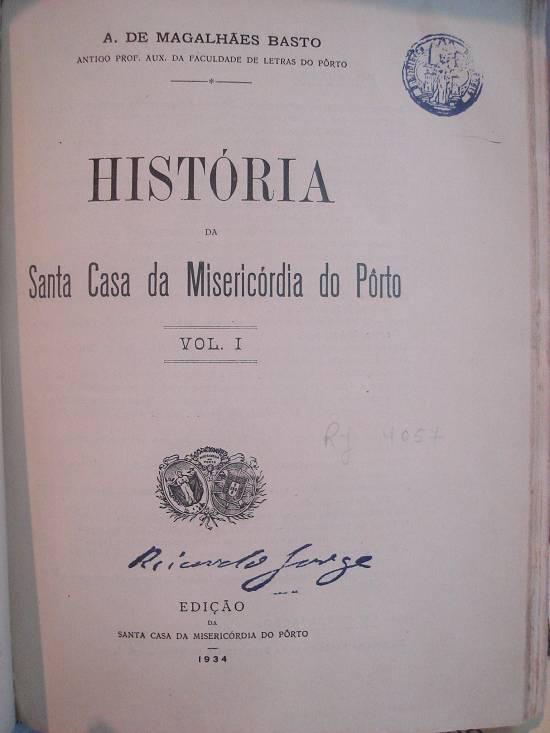 A. DE MAGALHÃES BASTO
ANTIGO PROF. AUX. DA FACULDADE DE LETRAS DO PÔRTO
HISTÓRIA
DA
Santa Casa da Misericórdia do Pôrto
VOL. I
4057
Ricardo Jorge
EDIÇÃO
DA
SANTA CASA DA MISERICÓRDIA DO PÔRTO
1934